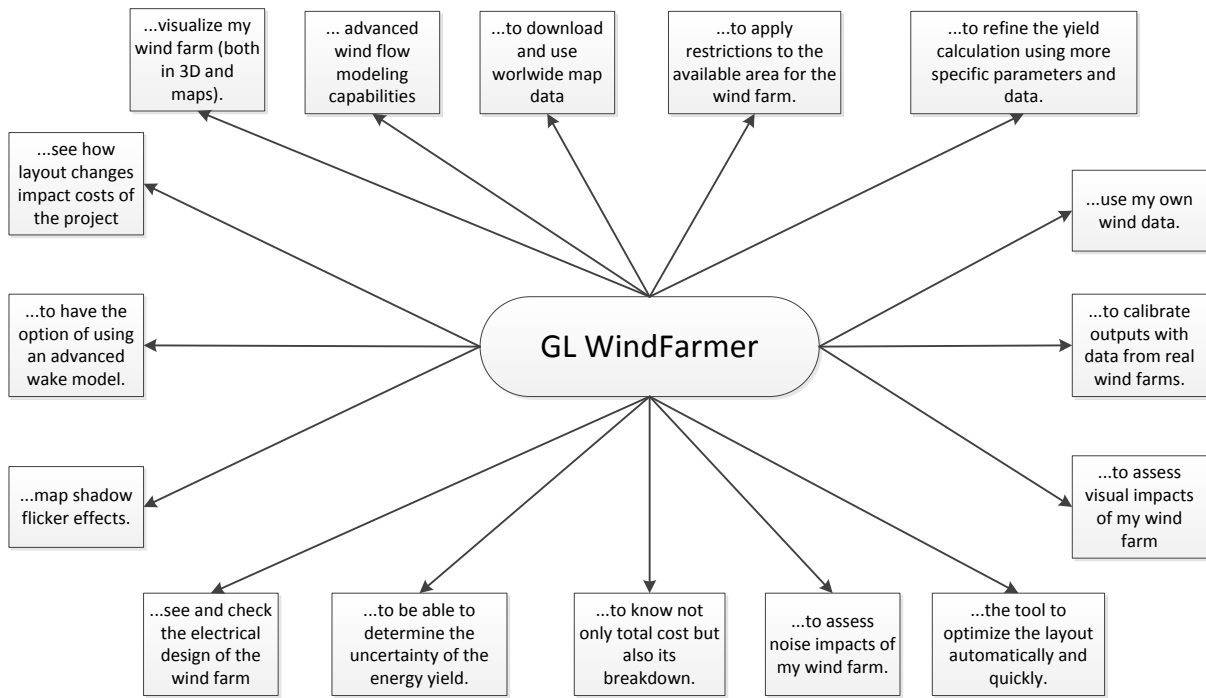 ...visualize my
wind farm (both
in 3D and
maps).
... advanced
wind flow
modeling
capabilities
...to download
and use
worlwide map
data
...to apply
restrictions to the
available area for the
wind farm.
...to refine the yield
calculation using more
specific parameters and
data.
...see how
layout changes
impact costs of
the project
...use my own
wind data.
...to have the
option of using
an advanced
wake model.
GL WindFarmer
...to calibrate
outputs with
data from real
wind farms.
...map shadow
flicker effects.
...to assess
visual impacts
of my wind
farm
...see and check
the electrical
design of the
wind farm
...to be able to
determine the
uncertainty of the
energy yield.
...to know not
only total cost but
also its
breakdown.
...to assess
noise impacts of
my wind farm.
...the tool to
optimize the layout
automatically and
quickly.